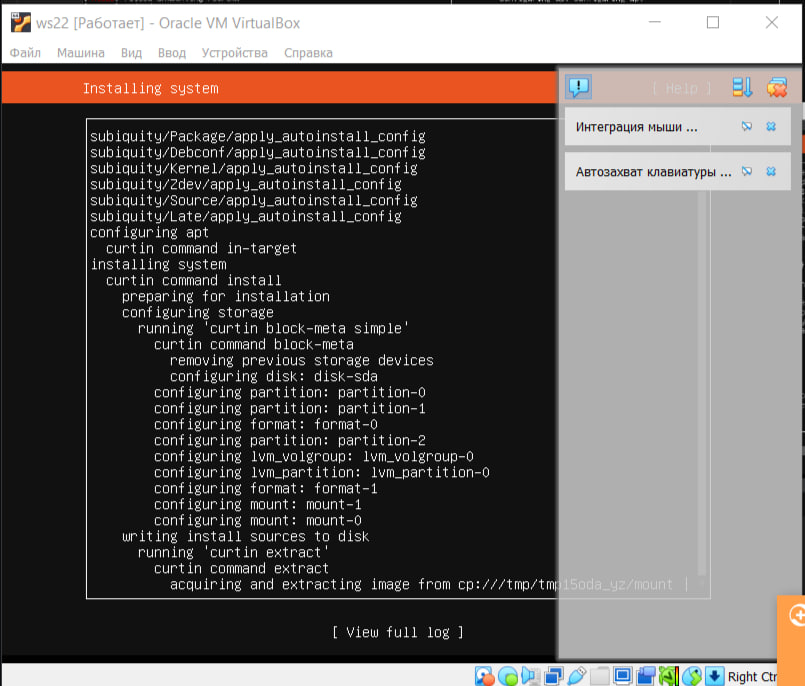 ws22 [Работает] - Oracle VM VirtualBox
Файл Машина Вид Ввод Устройства Справка
Installing system
[ Help ]
Интеграция мыши ...
Автозахват клавиатуры ...
subiquity/Package/apply_autoinstall_config
subiquity/Debconf/apply_autoinstall_config
subiquity/Kernel/apply_autoinstall_config
subiquity/Zdev/apply_autoinstall_config
subiquity/Source/apply_autoinstall_config
subiquity/Late/apply_autoinstall_config
configuring apt
curtin command in-target
installing system
curtin command install
preparing for installation
configuring storage
running 'curtin block-meta simple'
curtin command block-meta
removing previous storage devices
configuring disk: disk-sda
configuring partition: partition-0
configuring partition: partition-1
configuring format: format-0
configuring partition: partition-2
configuring lvm_volgroup: lvm_volgroup-0
configuring lvm_partition: lvm_partition-0
configuring format: format-1
configuring mount: mount-1
configuring mount: mount-0
writing install sources to disk
running 'curtin extract'
curtin command extract
acquiring and extracting image from cp:///tmp/tmp15oda_yz/mount |
[ View full log ]
Right Ctr